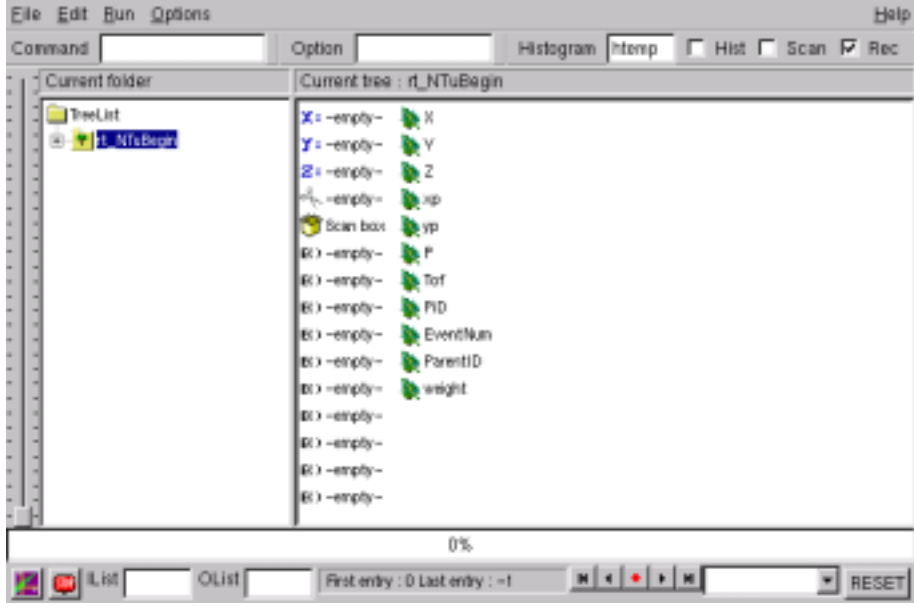 File Edit Run Options Help
Command Option Histogram htemp Hist Scan Rec
Current folder Current tree : rt_NTuBegin
TreeList
rt_NTuBegin
X: -empty- X
Y: -empty- Y
Z: -empty- Z
-empty- xp
Scan box yp
E() -empty- P
E() -empty- Tof
E() -empty- PID
E() -empty- EventNum
E() -empty- ParentID
E() -empty- weight
E() -empty-
E() -empty-
E() -empty-
E() -empty-
0%
IList OList First entry : 0 Last entry : -1 RESET